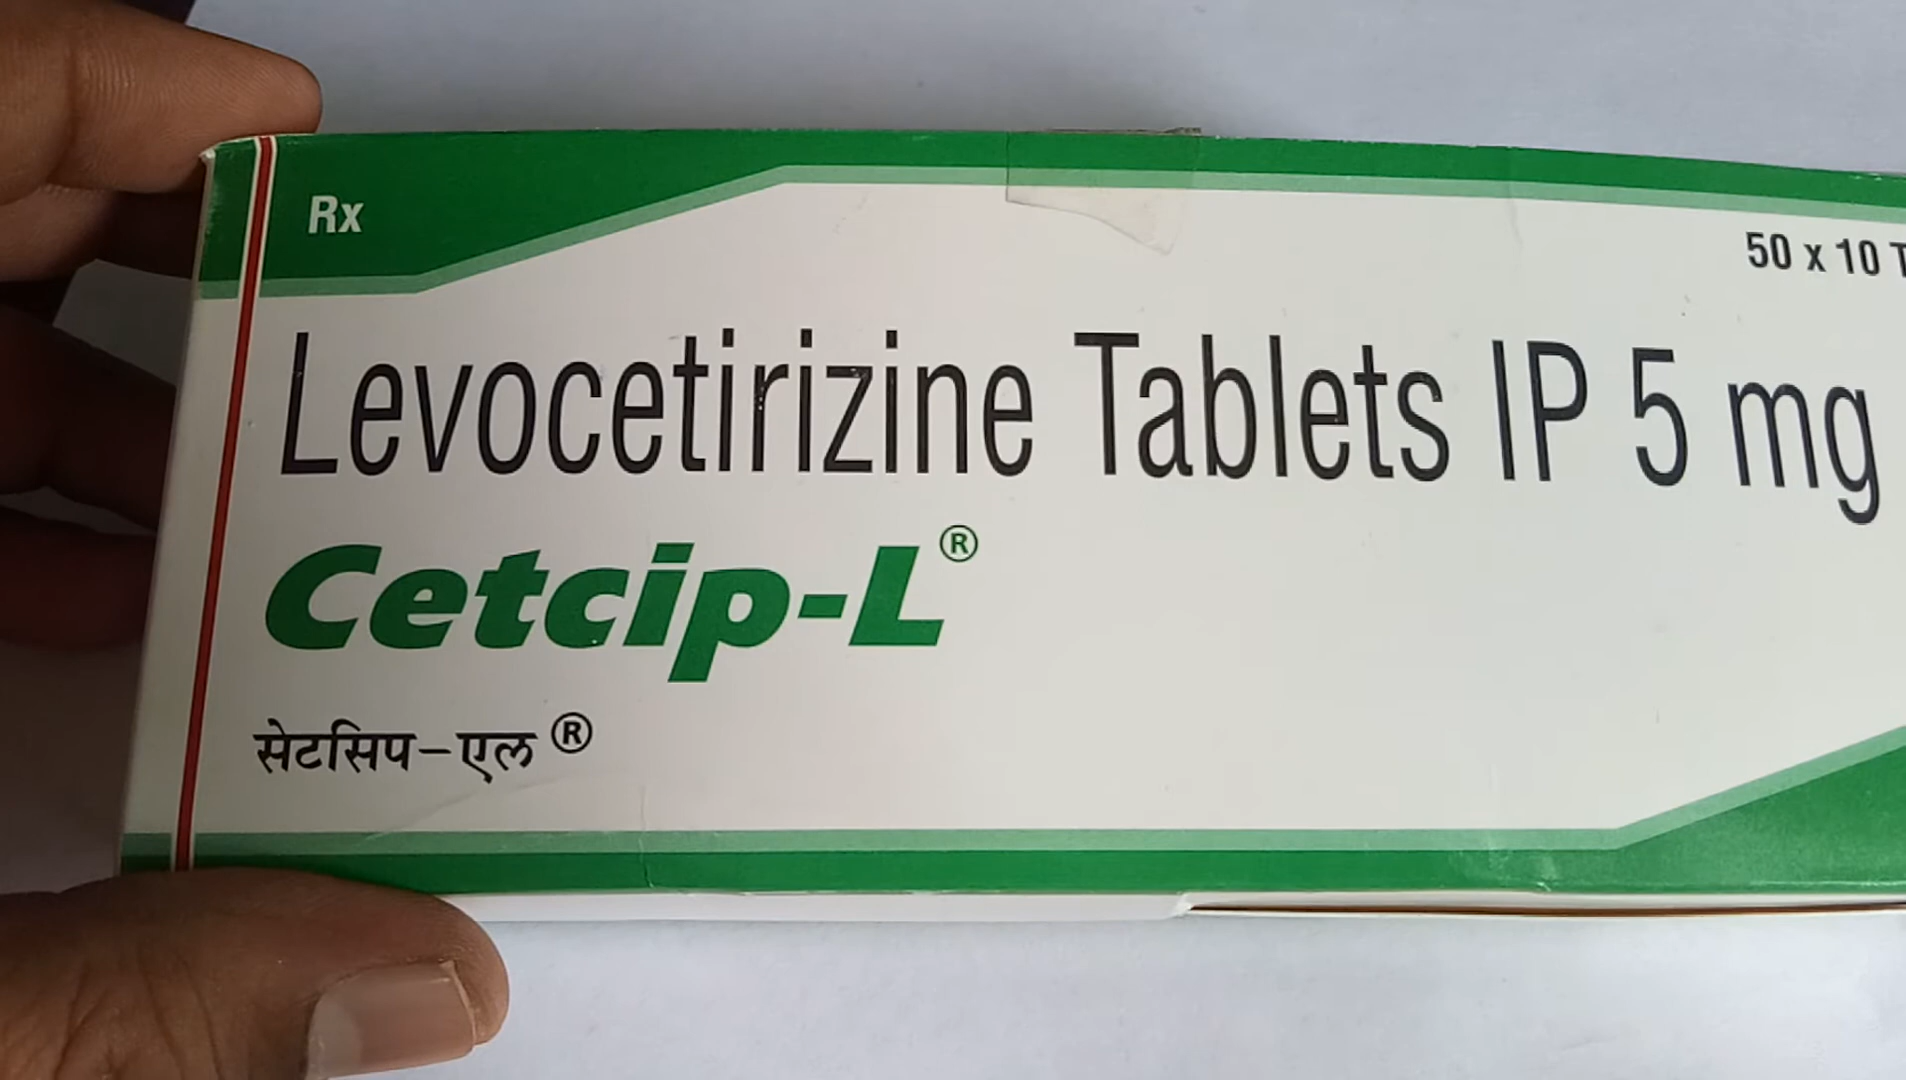 Rx
50 x 10
Levocetirizine Tablets IP 5 mg
Cetcip-L®
सेटसिप-एल ®